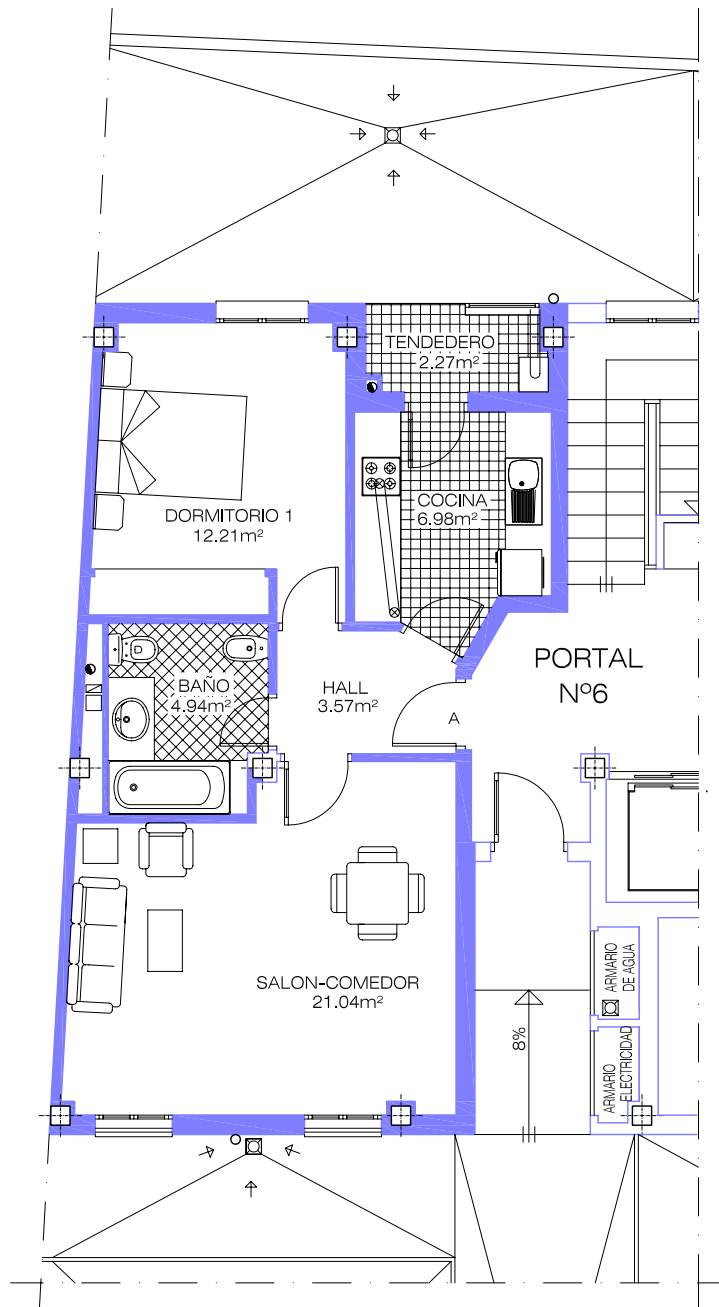 TENDEDERO
2.27m²
COCINA
6.98m²
DORMITORIO 1
12.21m²
BAÑO
4.94m²
HALL
3.57m²
A
PORTAL
Nº6
SALON-COMEDOR
21.04m²
8%
ARMARIO
DE AGUA
ARMARIO
ELECTRICIDAD